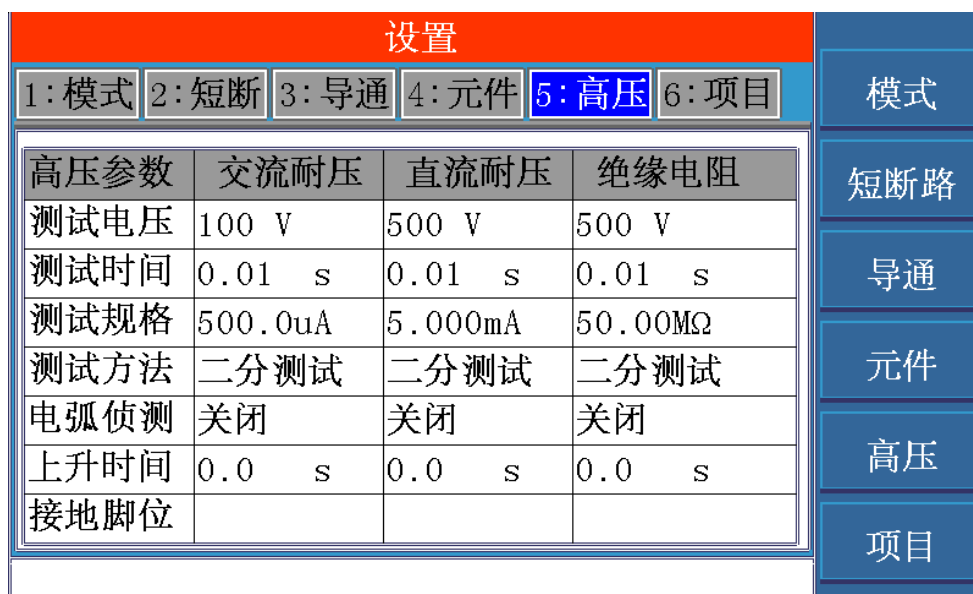 设置
1:模式 2:短断 3:导通 4:元件 5:高压 6:项目
高压参数 交流耐压 直流耐压 绝缘电阻
测试电压 100 V 500 V 500 V
测试时间 0.01 s 0.01 s 0.01 s
测试规格 500.0uA 5.000mA 50.00MΩ
测试方法 二分测试 二分测试 二分测试
电弧侦测 关闭 关闭 关闭
上升时间 0.0 s 0.0 s 0.0 s
接地脚位
模式
短断路
导通
元件
高压
项目